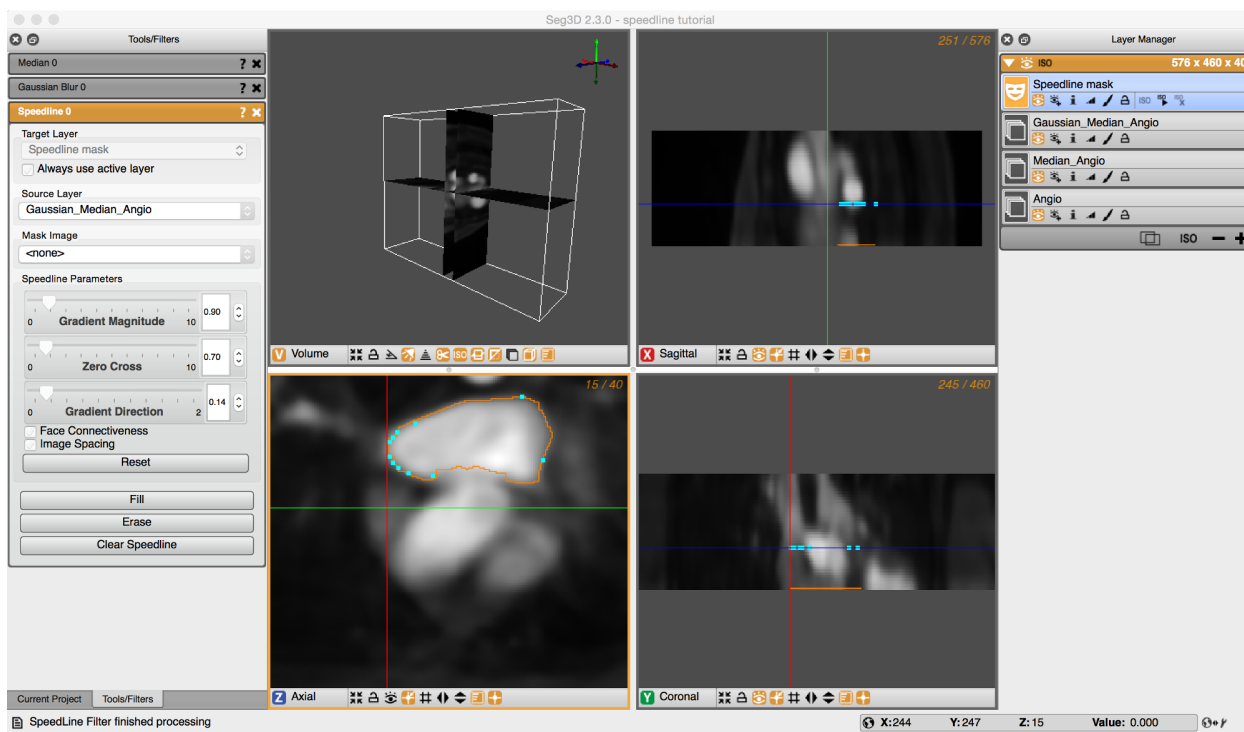 Seg3D 2.3.0 - speedline tutorial
Tools/Filters
Median 0 ?
Gaussian Blur 0 ?
Speedline 0 ?
Target Layer
Speedline mask
Always use active layer
Source Layer
Gaussian_Median_Angio
Mask Image
<none>
Speedline Parameters
0 Gradient Magnitude 10 0.90
0 Zero Cross 10 0.70
0 Gradient Direction 2 0.14
Face Connectiveness
Image Spacing
Reset
Fill
Erase
Clear Speedline
Current Project Tools/Filters
SpeedLine Filter finished processing
V Volume ISO
251 / 576
X Sagittal
15 / 40
Z Axial
245 / 460
Y Coronal
Layer Manager
ISO 576 x 460 x 40
Speedline mask
ISO ISO ISO
Gaussian_Median_Angio
Median_Angio
Angio
ISO
X:244 Y:247 Z:15 Value: 0.000